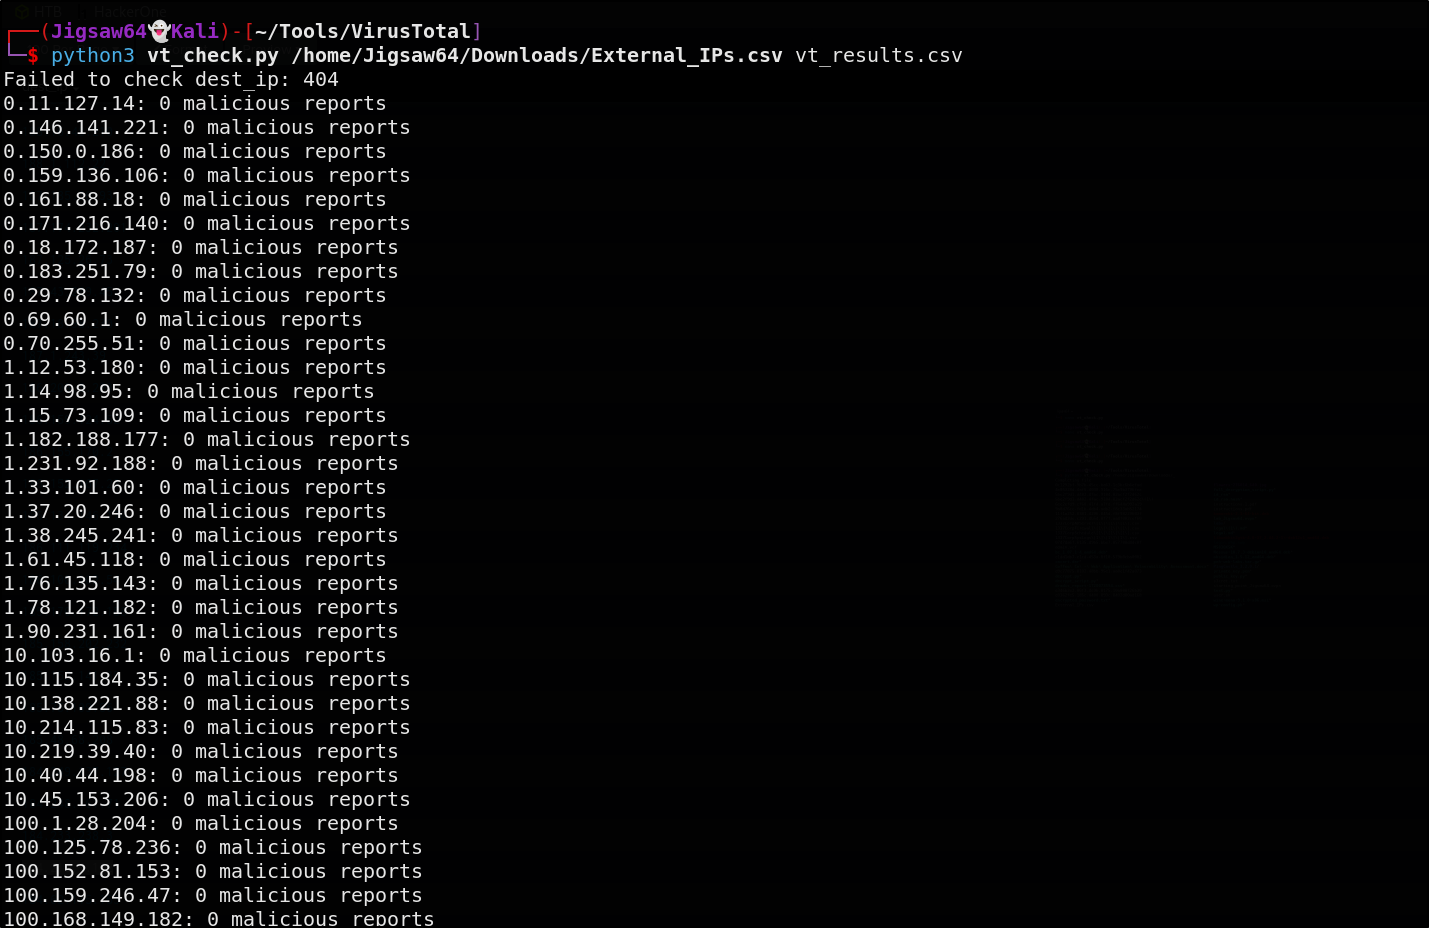 HTB HackerOne
┌──(Jigsaw64👻Kali)-[~/Tools/VirusTotal]
└─$ python3 vt_check.py /home/Jigsaw64/Downloads/External_IPs.csv vt_results.csv
Failed to check dest_ip: 404
0.11.127.14: 0 malicious reports
0.146.141.221: 0 malicious reports
0.150.0.186: 0 malicious reports
0.159.136.106: 0 malicious reports
0.161.88.18: 0 malicious reports
0.171.216.140: 0 malicious reports
0.18.172.187: 0 malicious reports
0.183.251.79: 0 malicious reports
0.29.78.132: 0 malicious reports
0.69.60.1: 0 malicious reports
0.70.255.51: 0 malicious reports
1.12.53.180: 0 malicious reports
1.14.98.95: 0 malicious reports
1.15.73.109: 0 malicious reports
1.182.188.177: 0 malicious reports
1.231.92.188: 0 malicious reports
1.33.101.60: 0 malicious reports
1.37.20.246: 0 malicious reports
1.38.245.241: 0 malicious reports
1.61.45.118: 0 malicious reports
1.76.135.143: 0 malicious reports
1.78.121.182: 0 malicious reports
1.90.231.161: 0 malicious reports
10.103.16.1: 0 malicious reports
10.115.184.35: 0 malicious reports
10.138.221.88: 0 malicious reports
10.214.115.83: 0 malicious reports
10.219.39.40: 0 malicious reports
10.40.44.198: 0 malicious reports
10.45.153.206: 0 malicious reports
100.1.28.204: 0 malicious reports
100.125.78.236: 0 malicious reports
100.152.81.153: 0 malicious reports
100.159.246.47: 0 malicious reports
100.168.149.182: 0 malicious reports